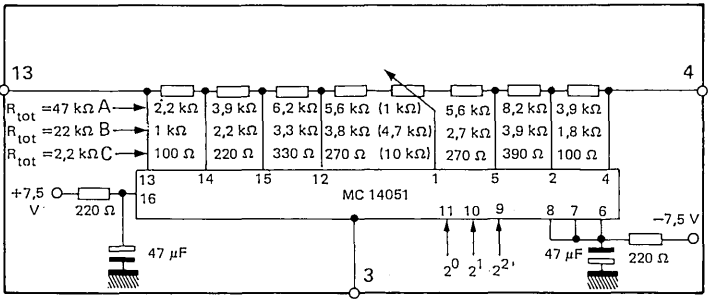 13
4
R_tot = 47 kΩ A 2,2 kΩ 3,9 kΩ 6,2 kΩ 5,6 kΩ (1 kΩ) 5,6 kΩ 8,2 kΩ 3,9 kΩ
R_tot = 22 kΩ B 1 kΩ 2,2 kΩ 3,3 kΩ 3,8 kΩ (4,7 kΩ) 2,7 kΩ 3,9 kΩ 1,8 kΩ
R_tot = 2,2 kΩ C 100 Ω 220 Ω 330 Ω 270 Ω (10 kΩ) 270 Ω 390 Ω 100 Ω
13 14 15 12 1 5 2 4
+7,5 V
16
MC 14051
220 Ω
11 10 9 8 7 6
−7,5 V
47 µF
2⁰ 2¹ 2²'
47 µF
220 Ω
3